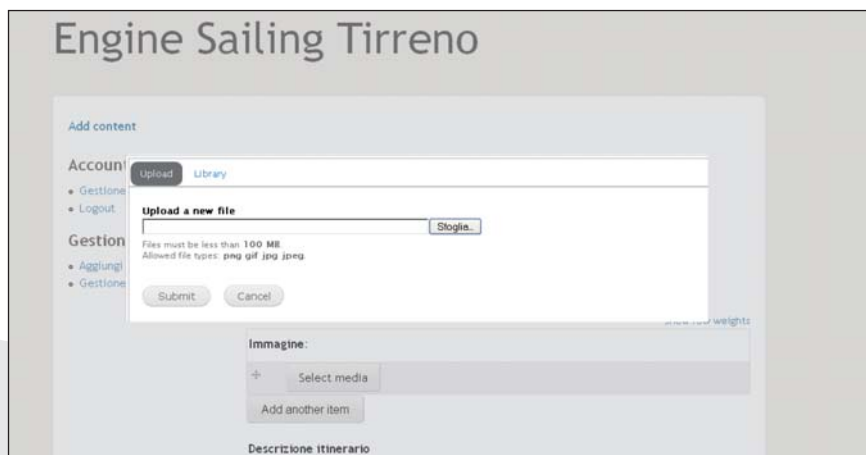 Engine Sailing Tirreno
Add content
Account
Gestione
Logout
Gestion
Aggiungi
Gestione
Upload
Library
Upload a new file
Sfoglia...
Files must be less than 100 MB.
Allowed file types: png gif jpg jpeg.
Submit
Cancel
weights
Immagine:
Select media
Add another item
Descrizione itinerario